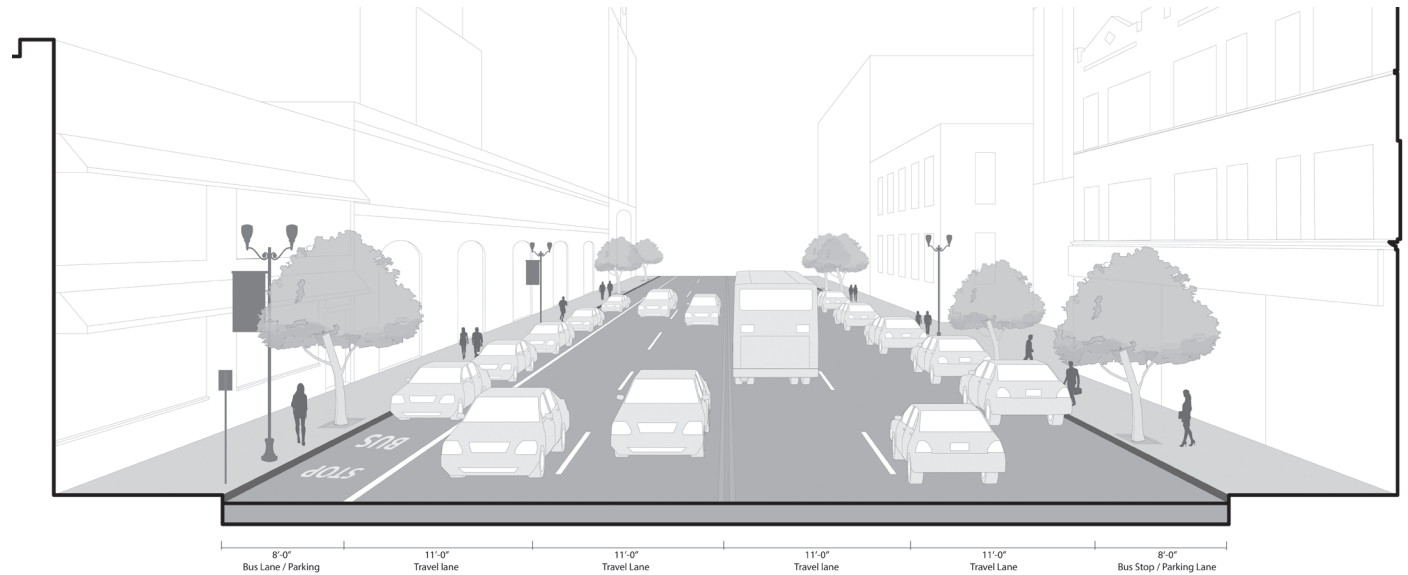 BUS
STOP
8'-0" 11'-0" 11'-0" 11'-0" 11'-0" 8'-0"
Bus Lane / Parking Travel lane Travel Lane Travel lane Travel Lane Bus Stop / Parking Lane